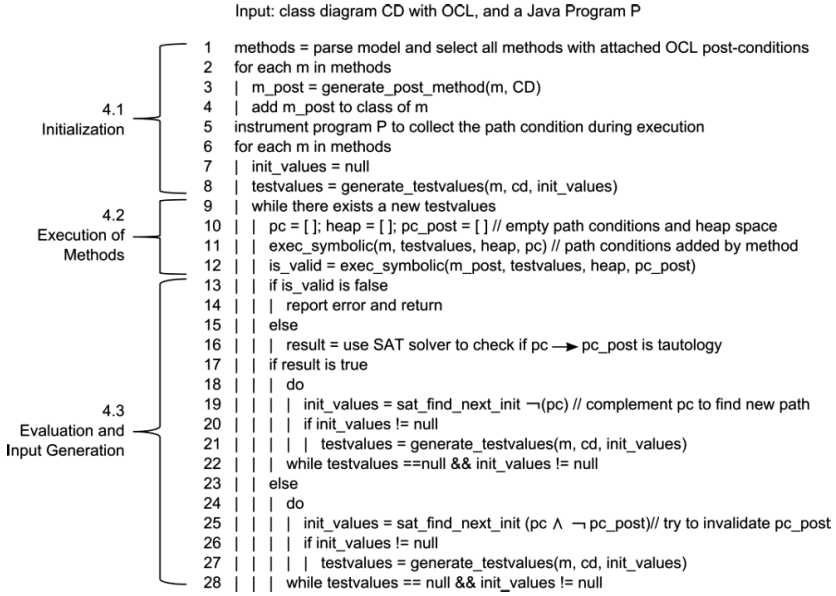 Input: class diagram CD with OCL, and a Java Program P
4.1
Initialization
1 methods = parse model and select all methods with attached OCL post-conditions
2 for each m in methods
3 | m_post = generate_post_method(m, CD)
4 | add m_post to class of m
5 instrument program P to collect the path condition during execution
6 for each m in methods
7 | init_values = null
8 | testvalues = generate_testvalues(m, cd, init_values)
4.2
Execution of
Methods
9 | while there exists a new testvalues
10 | | pc = [ ]; heap = [ ]; pc_post = [ ] // empty path conditions and heap space
11 | | exec_symbolic(m, testvalues, heap, pc) // path conditions added by method
12 | | is_valid = exec_symbolic(m_post, testvalues, heap, pc_post)
4.3
Evaluation and
Input Generation
13 | | if is_valid is false
14 | | | report error and return
15 | | else
16 | | | result = use SAT solver to check if pc → pc_post is tautology
17 | | if result is true
18 | | | do
19 | | | | init_values = sat_find_next_init ¬(pc) // complement pc to find new path
20 | | | | if init_values != null
21 | | | | | testvalues = generate_testvalues(m, cd, init_values)
22 | | | while testvalues ==null && init_values != null
23 | | else
24 | | | do
25 | | | | init_values = sat_find_next_init (pc ∧ ¬ pc_post)// try to invalidate pc_post
26 | | | | if init_values != null
27 | | | | | testvalues = generate_testvalues(m, cd, init_values)
28 | | | while testvalues == null && init_values != null